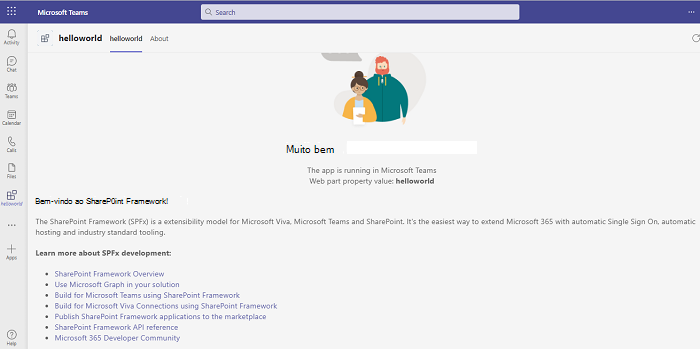 Microsoft Teams
Search
helloworld
helloworld
About
Activity
Chat
Teams
Calendar
Calls
Files
helloworld
Apps
Help
Muito bem
The app is running in Microsoft Teams
Web part property value: helloworld
Bem-vindo ao ShareP0int Framework!
The SharePoint Framework (SPFx) is a extensibility model for Microsoft Viva, Microsoft Teams and SharePoint. It's the easiest way to extend Microsoft 365 with automatic Single Sign On, automatic
hosting and industry standard tooling.
Learn more about SPFx development:
SharePoint Framework Overview
Use Microsoft Graph in your solution
Build for Microsoft Teams using SharePoint Framework
Build for Microsoft Viva Connections using SharePoint Framework
Publish SharePoint Framework applications to the marketplace
SharePoint Framework API reference
Microsoft 365 Developer Community